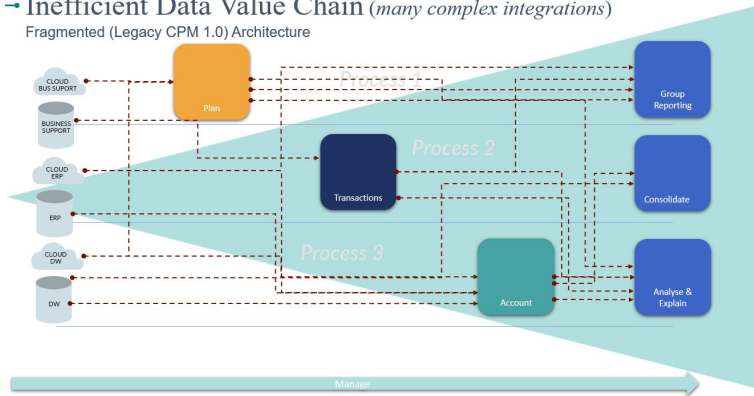 Inefficient Data Value Chain (many complex integrations)
Fragmented (Legacy CPM 1.0) Architecture
CLOUD
BUS SUPORT
BUSINESS
SUPPORT
CLOUD
ERP
ERP
CLOUD
DW
DW
Plan
Process 1
Group
Reporting
Process 2
Transactions
Consolidate
Process 3
Account
Analyse &
Explain
Manage